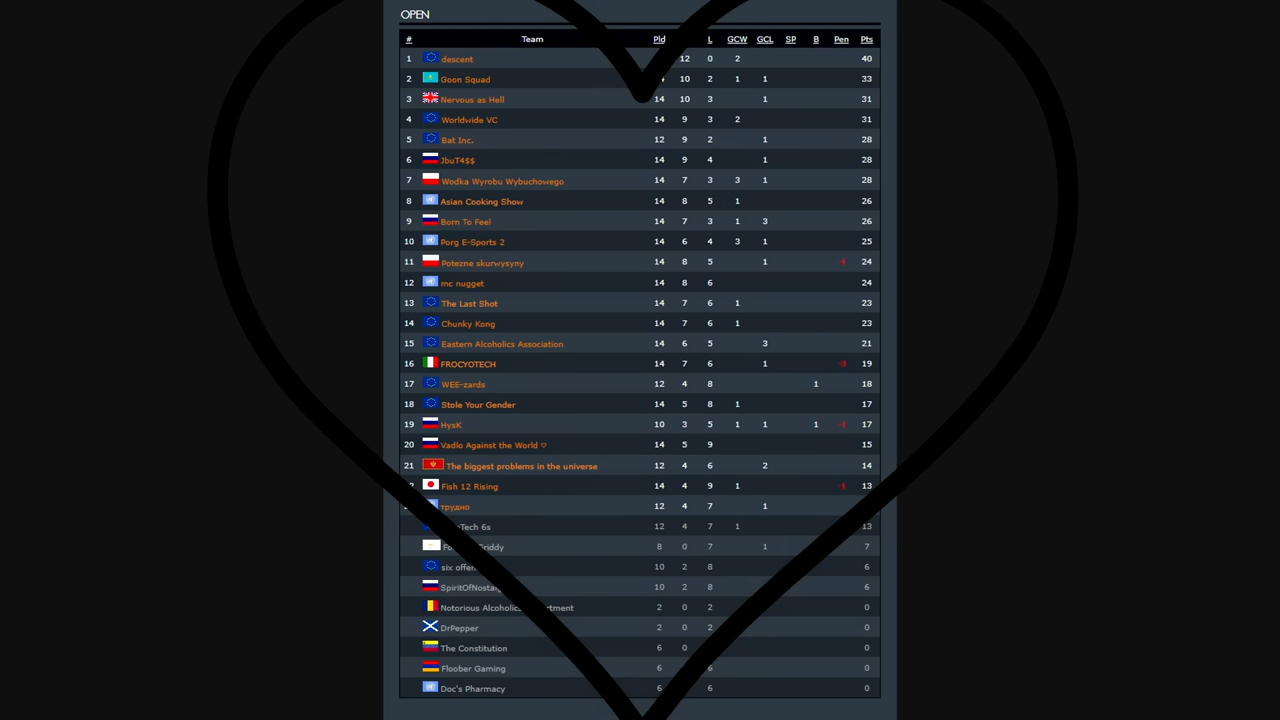 OPEN
# Team Pld L GCW GCL SP B Pen Pts
1 descent 12 0 2 40
2 Goon Squad 10 2 1 1 33
3 Nervous as Hell 14 10 3 1 31
4 Worldwide VC 14 9 3 2 31
5 Bat Inc. 12 9 2 1 28
6 JbuT4$$ 14 9 4 1 28
7 Wodka Wyrobu Wybuchowego 14 7 3 3 1 28
8 Asian Cooking Show 14 8 5 1 26
9 Born To Feel 14 7 3 1 3 26
10 Porg E-Sports 2 14 6 4 3 1 25
11 Potezne skurwysyny 14 8 5 1 24
12 mc nugget 14 8 6 24
13 The Last Shot 14 7 6 1 23
14 Chunky Kong 14 7 6 1 23
15 Eastern Alcoholics Association 14 6 5 3 21
16 FROCYOTECH 14 7 6 1 19
17 WEE-zards 12 4 8 1 18
18 Stole Your Gender 14 5 8 1 17
19 HysK 10 3 5 1 1 1 17
20 Vadlo Against the World ♡ 14 5 9 15
21 The biggest problems in the universe 12 4 6 2 14
Fish 12 Rising 14 4 9 1 13
трудно 12 4 7 1
6s 12 4 7 1 13
8 0 7 1 7
six 10 2 8 6
10 2 8 6
Notorious Alcoholics 2 0 2 0
DrPepper 2 0 2 0
The Constitution 6 0 0
Floober Gaming 6 6 0
Doc's Pharmacy 6 6 0